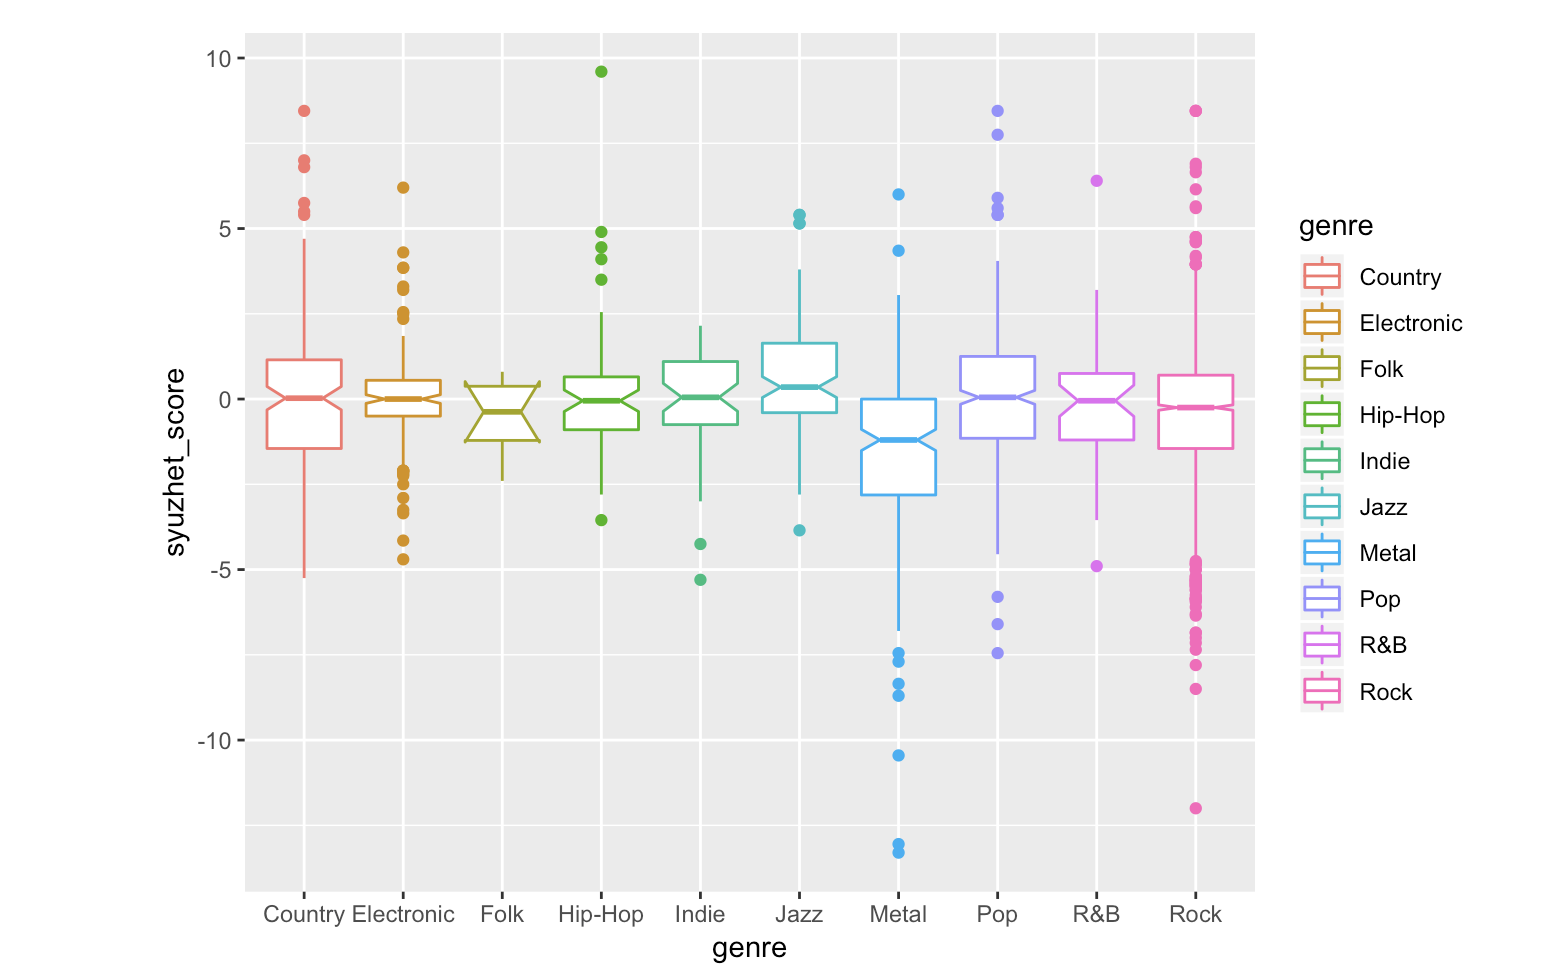 10
5
0
-5
-10
syuzhet_score
Country Electronic Folk Hip-Hop Indie Jazz Metal Pop R&B Rock
genre
genre
Country
Electronic
Folk
Hip-Hop
Indie
Jazz
Metal
Pop
R&B
Rock